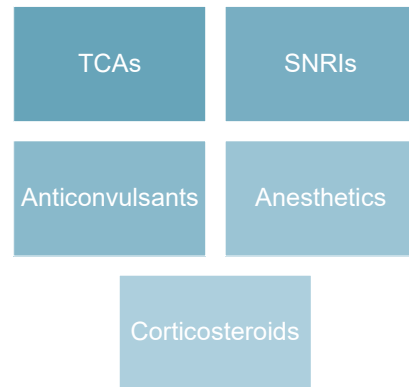 TCAs
SNRIs
Anticonvulsants
Anesthetics
Corticosteroids